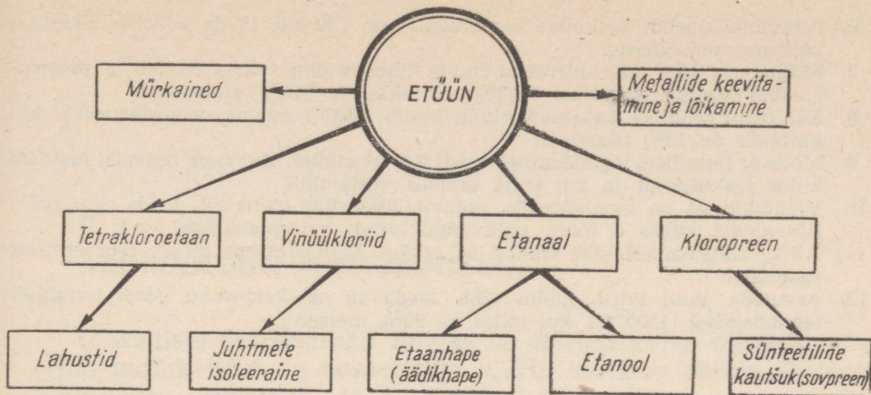 ETÜÜN
Mürkained
Metallide keevita-
mine ja lõikamine
Tetrakloroetaan
Vinüülkloriid
Etanaal
Kloropreen
Lahustid
Juhtmete
isoleeraine
Etaanhape
(äädikhape)
Etanool
Sünteetiline
kautšuk(sovpreen)